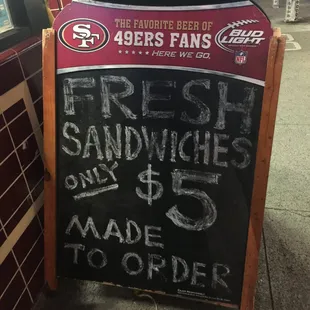 THE FAVORITE BEER OF
49ERS FANS
HERE WE GO.
SF
BUD LIGHT
NFL
FRESH
SANDWICHES
ONLY $5
MADE
TO ORDER